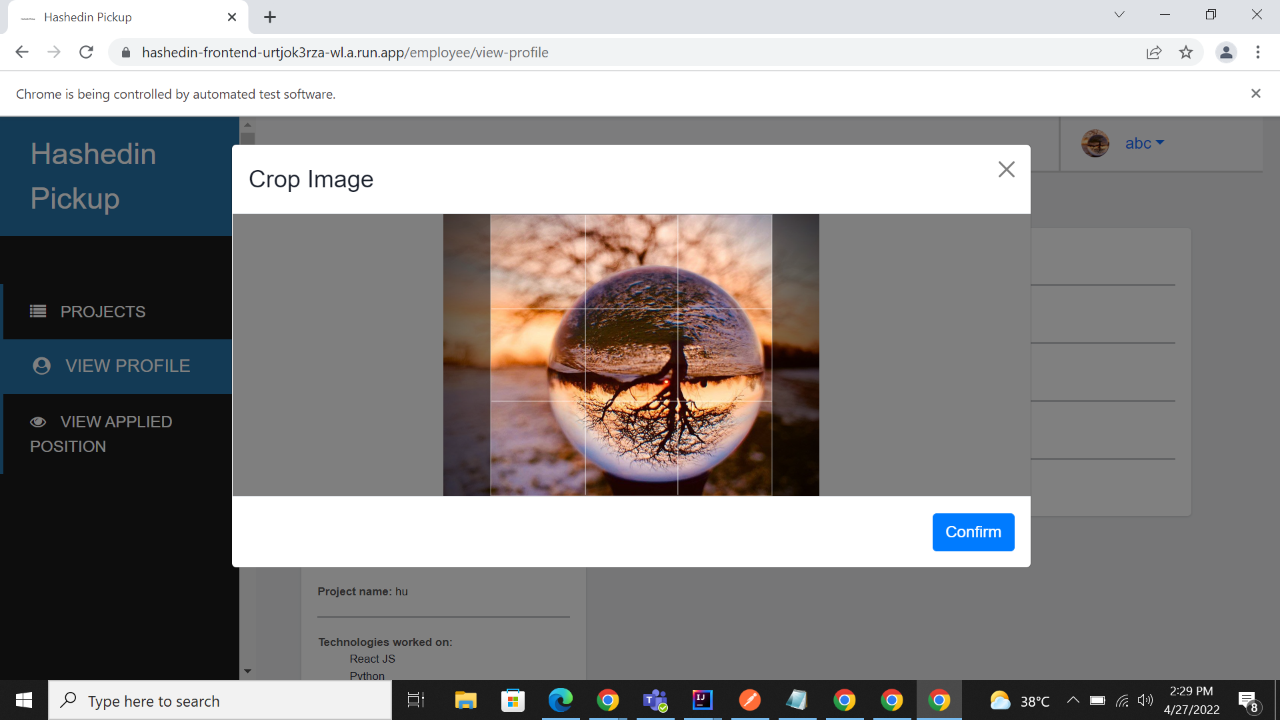 Hashedin Pickup
hashedin-frontend-urtjok3rza-wl.a.run.app/employee/view-profile
Chrome is being controlled by automated test software.
Hashedin
Pickup
abc
Crop Image
PROJECTS
VIEW PROFILE
VIEW APPLIED
POSITION
Confirm
Project name: hu
Technologies worked on:
React JS
Python
Type here to search
38°C
2:29 PM
4/27/2022
8